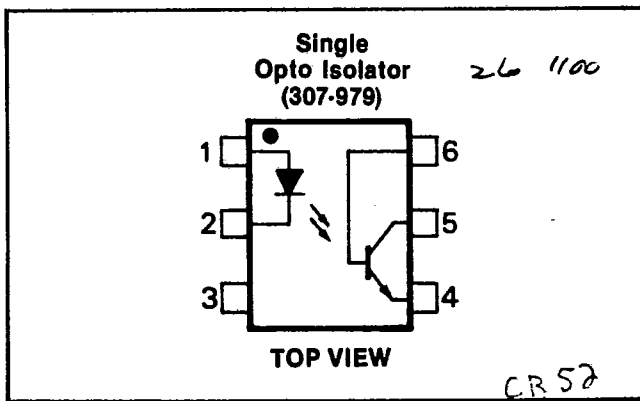 Single
Opto Isolator
(307-979)
26 1100
1
6
2
5
3
4
TOP VIEW
CR 52